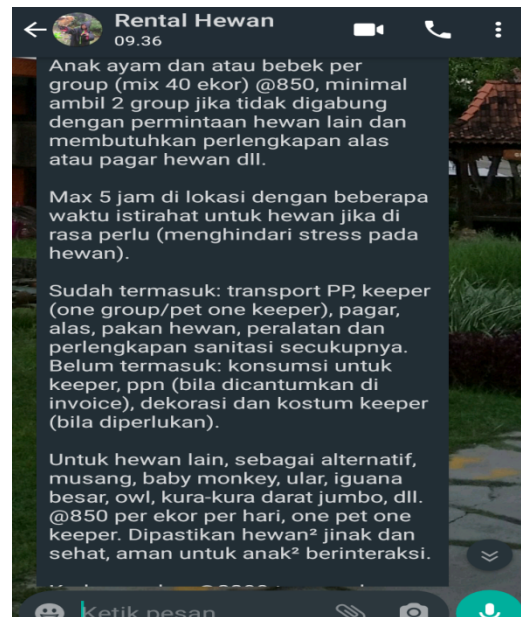 Rental Hewan
09.36
Anak ayam dan atau bebek per
group (mix 40 ekor) @850, minimal
ambil 2 group jika tidak digabung
dengan permintaan hewan lain dan
membutuhkan perlengkapan alas
atau pagar hewan dll.
Max 5 jam di lokasi dengan beberapa
waktu istirahat untuk hewan jika di
rasa perlu (menghindari stress pada
hewan).
Sudah termasuk: transport PP, keeper
(one group/pet one keeper), pagar,
alas, pakan hewan, peralatan dan
perlengkapan sanitasi secukupnya.
Belum termasuk: konsumsi untuk
keeper, ppn (bila dicantumkan di
invoice), dekorasi dan kostum keeper
(bila diperlukan).
Untuk hewan lain, sebagai alternatif,
musang, baby monkey, ular, iguana
besar, owl, kura-kura darat jumbo, dll.
@850 per ekor per hari, one pet one
keeper. Dipastikan hewan² jinak dan
sehat, aman untuk anak² berinteraksi.
Ketik pesan